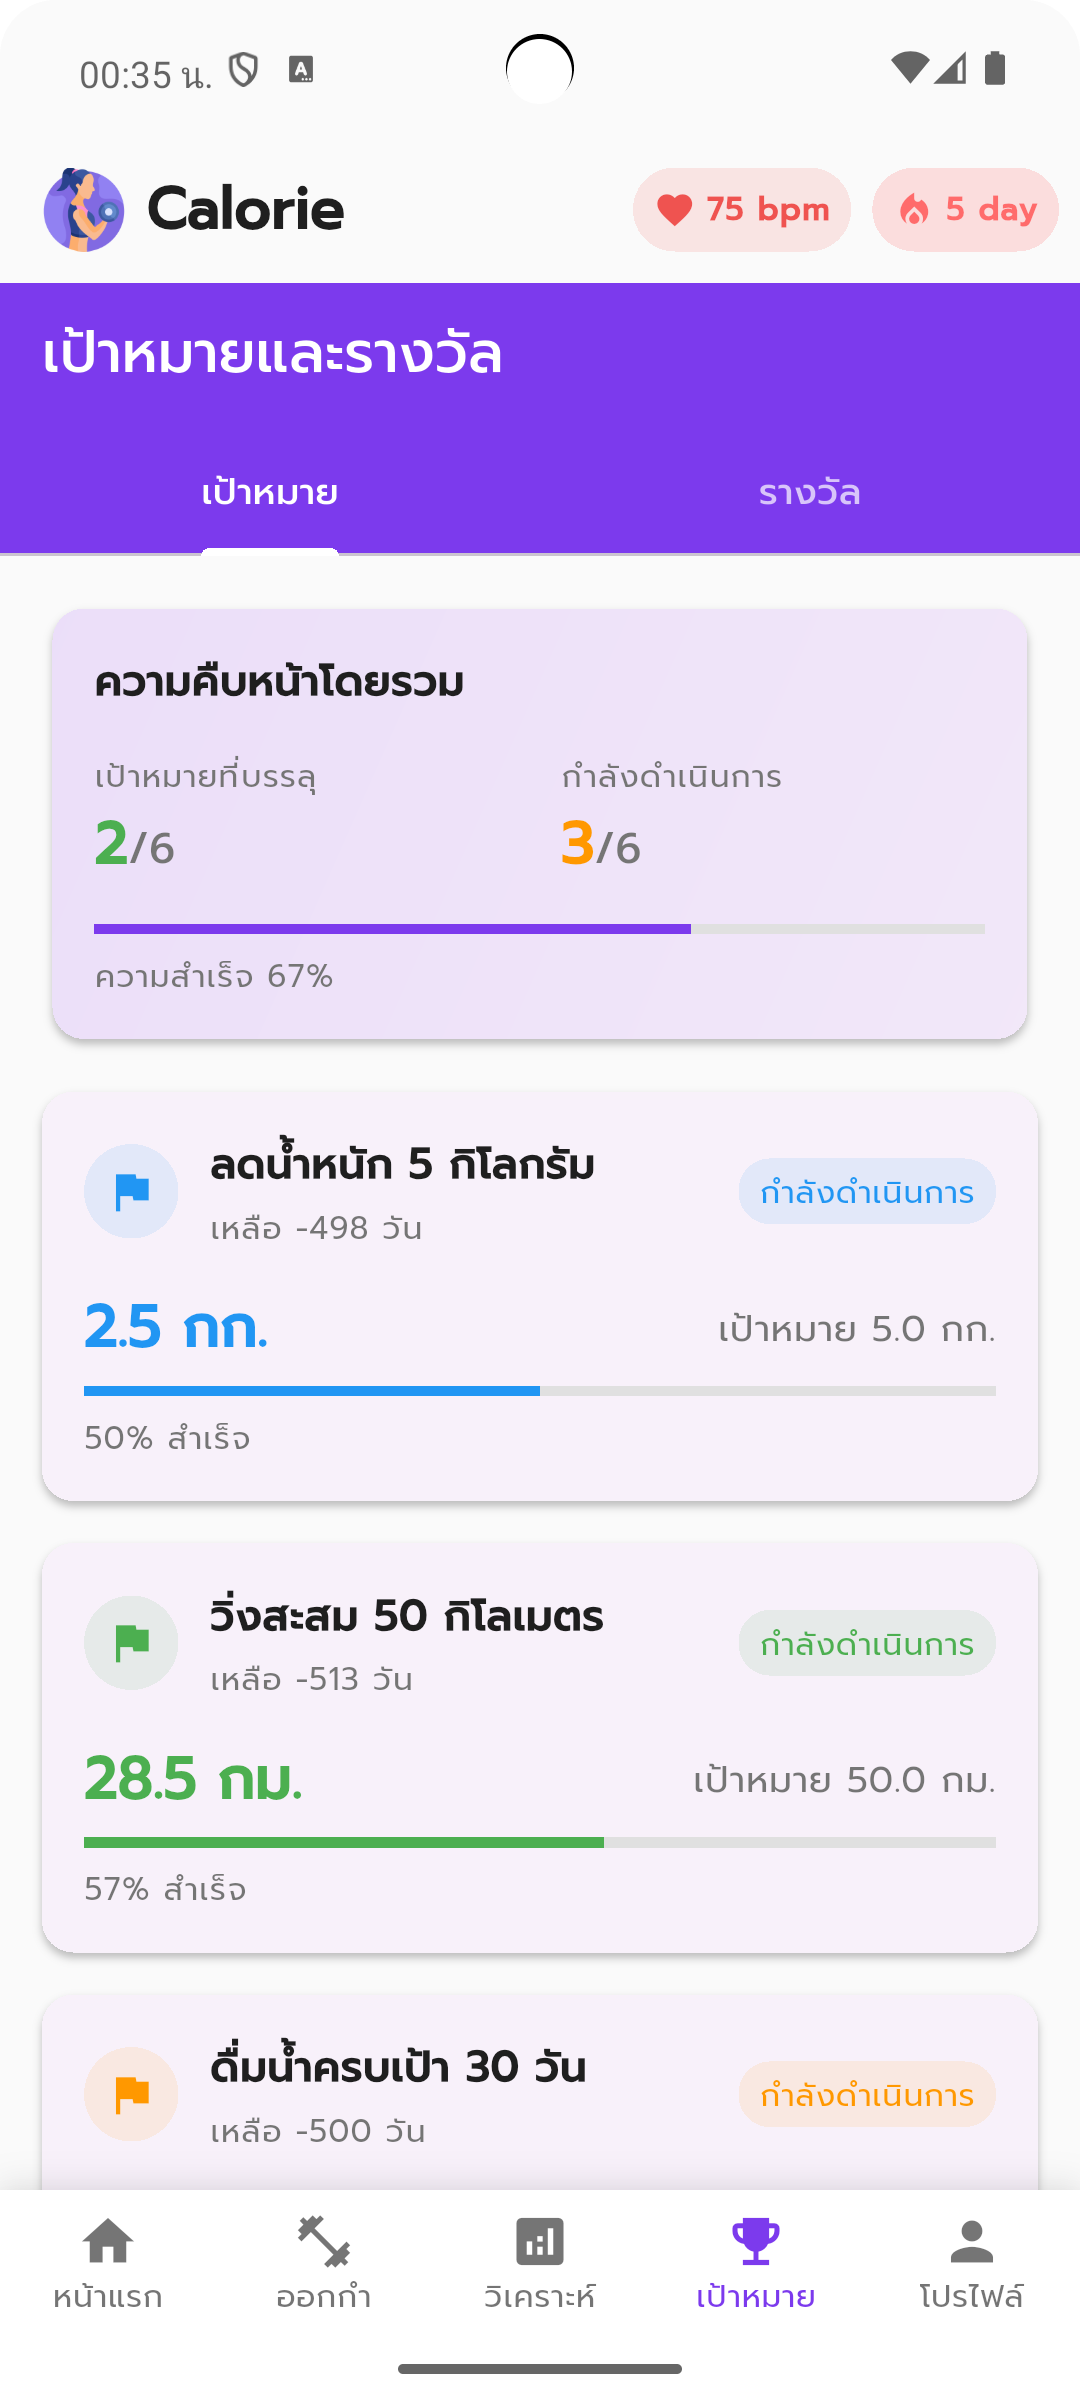 00:35 น.
Calorie
75 bpm
5 day
เป้าหมายและรางวัล
เป้าหมาย
รางวัล
ความคืบหน้าโดยรวม
เป้าหมายที่บรรลุ
กำลังดำเนินการ
2/6
3/6
ความสำเร็จ 67%
ลดน้ำหนัก 5 กิโลกรัม
กำลังดำเนินการ
เหลือ -498 วัน
2.5 กก.
เป้าหมาย 5.0 กก.
50% สำเร็จ
วิ่งสะสม 50 กิโลเมตร
กำลังดำเนินการ
เหลือ -513 วัน
28.5 กม.
เป้าหมาย 50.0 กม.
57% สำเร็จ
ดื่มน้ำครบเป้า 30 วัน
กำลังดำเนินการ
เหลือ -500 วัน
หน้าแรก
ออกกำ
วิเคราะห์
เป้าหมาย
โปรไฟล์